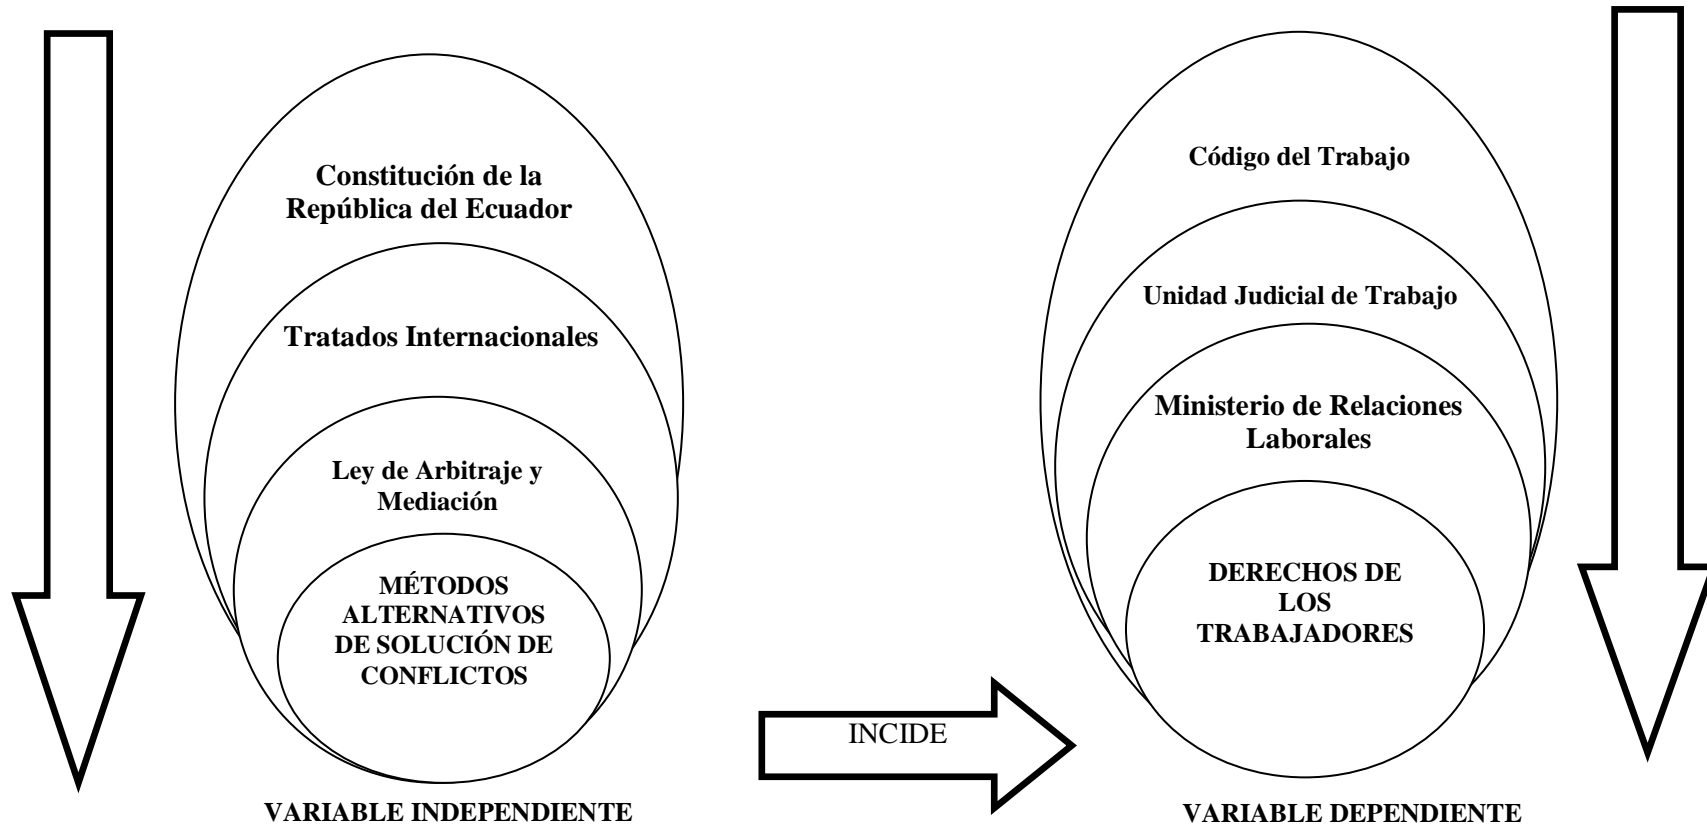 Constitución de la
República del Ecuador
Tratados Internacionales
Ley de Arbitraje y
Mediación
MÉTODOS
ALTERNATIVOS
DE SOLUCIÓN DE
CONFLICTOS
VARIABLE INDEPENDIENTE
INCIDE
Código del Trabajo
Unidad Judicial de Trabajo
Ministerio de Relaciones
Laborales
DERECHOS DE
LOS
TRABAJADORES
VARIABLE DEPENDIENTE